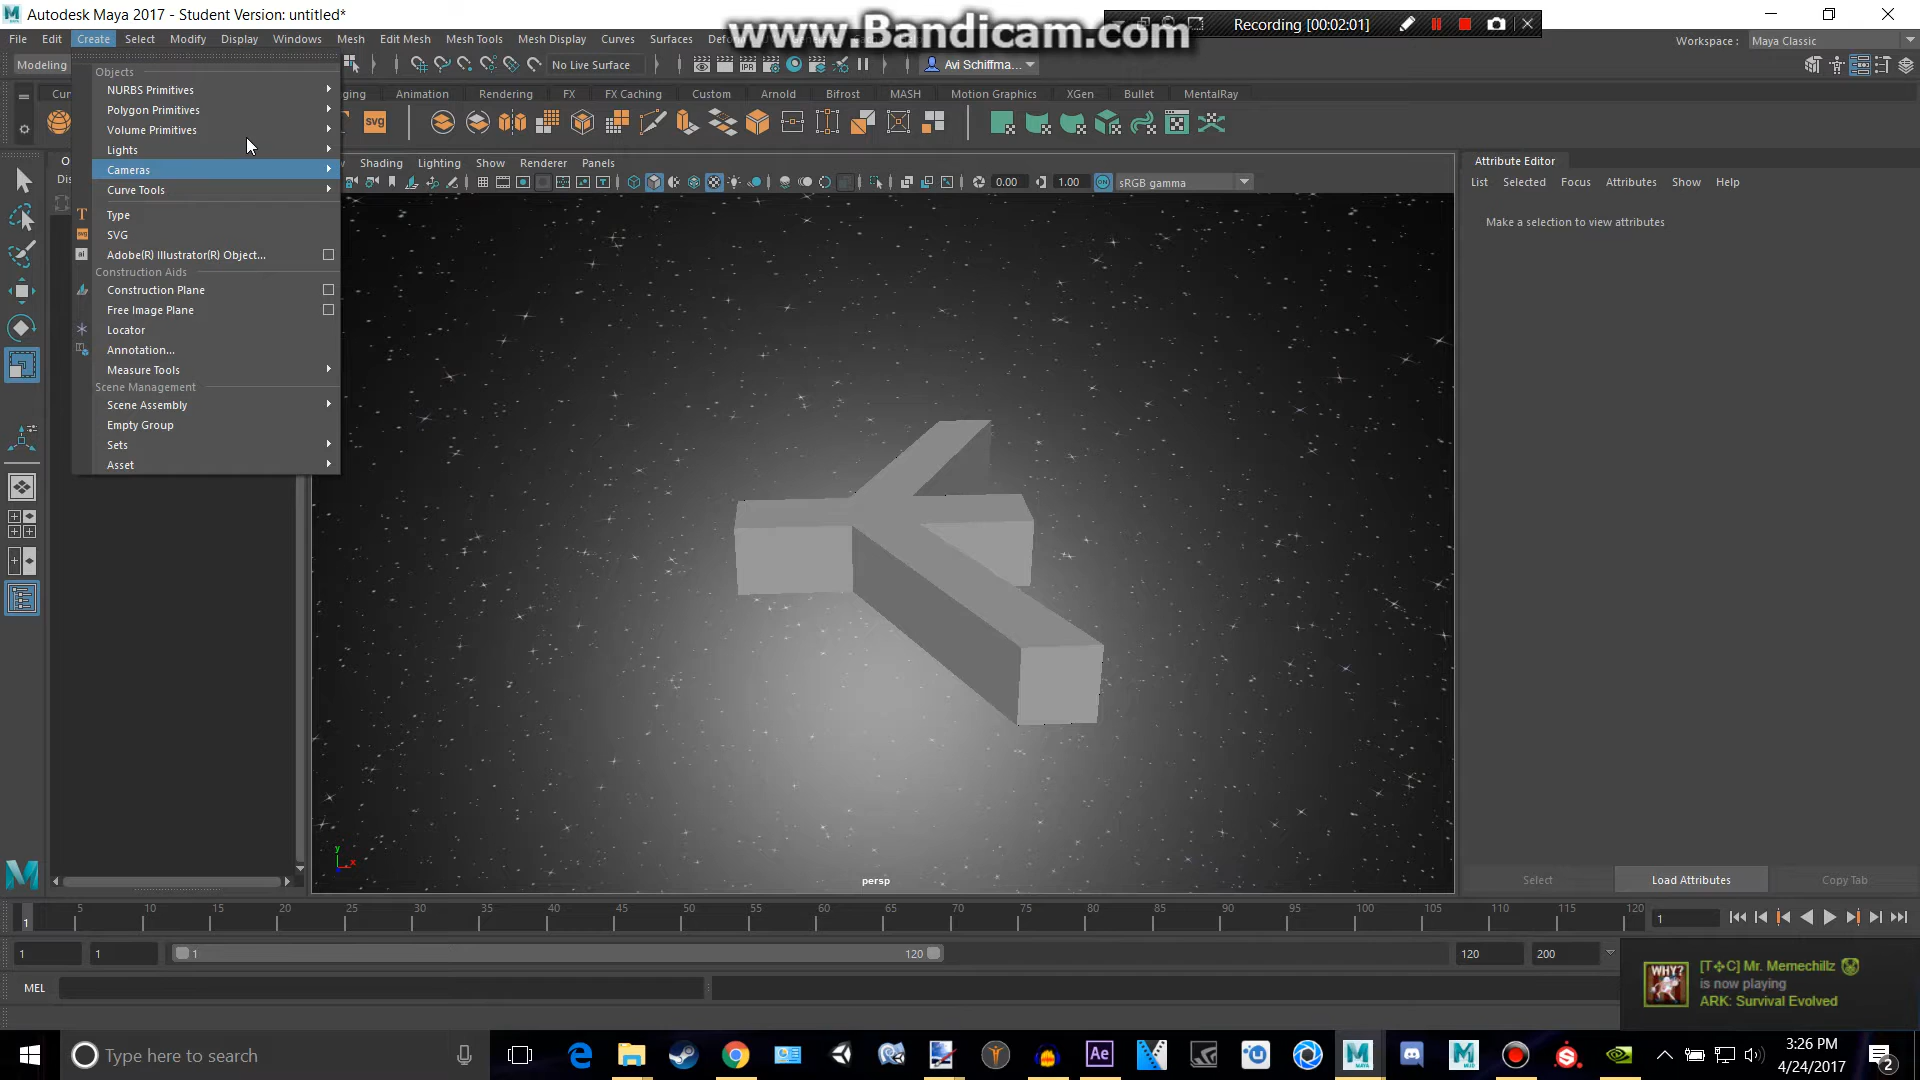 Autodesk Maya 2017 - Student Version: untitled*
www.Bandicam.com
Recording [00:02:01]
File Edit Create Select Modify Display Windows Mesh Edit Mesh Mesh Tools Mesh Display Curves Surfaces
Workspace : Maya Classic
Modeling
No Live Surface
Avi Schiffma...
Animation Rendering FX FX Caching Custom Arnold Bifrost MASH Motion Graphics XGen Bullet MentalRay
svg
Objects
NURBS Primitives
Polygon Primitives
Volume Primitives
Lights
Cameras
Curve Tools
Type
SVG
Adobe(R) Illustrator(R) Object...
Construction Aids
Construction Plane
Free Image Plane
Locator
Annotation...
Measure Tools
Scene Management
Scene Assembly
Empty Group
Sets
Asset
Shading Lighting Show Renderer Panels
0.00 1.00 sRGB gamma
persp
Attribute Editor
List Selected Focus Attributes Show Help
Make a selection to view attributes
Select Load Attributes Copy Tab
1 5 10 15 20 25 30 35 40 45 50 55 60 65 70 75 80 85 90 95 100 105 110 115 120 1
1 1 1 120 120 200
MEL
WHY?
[T✣C] Mr. Memechillz
is now playing
ARK: Survival Evolved
Type here to search
Ae
3:26 PM
4/24/2017
2